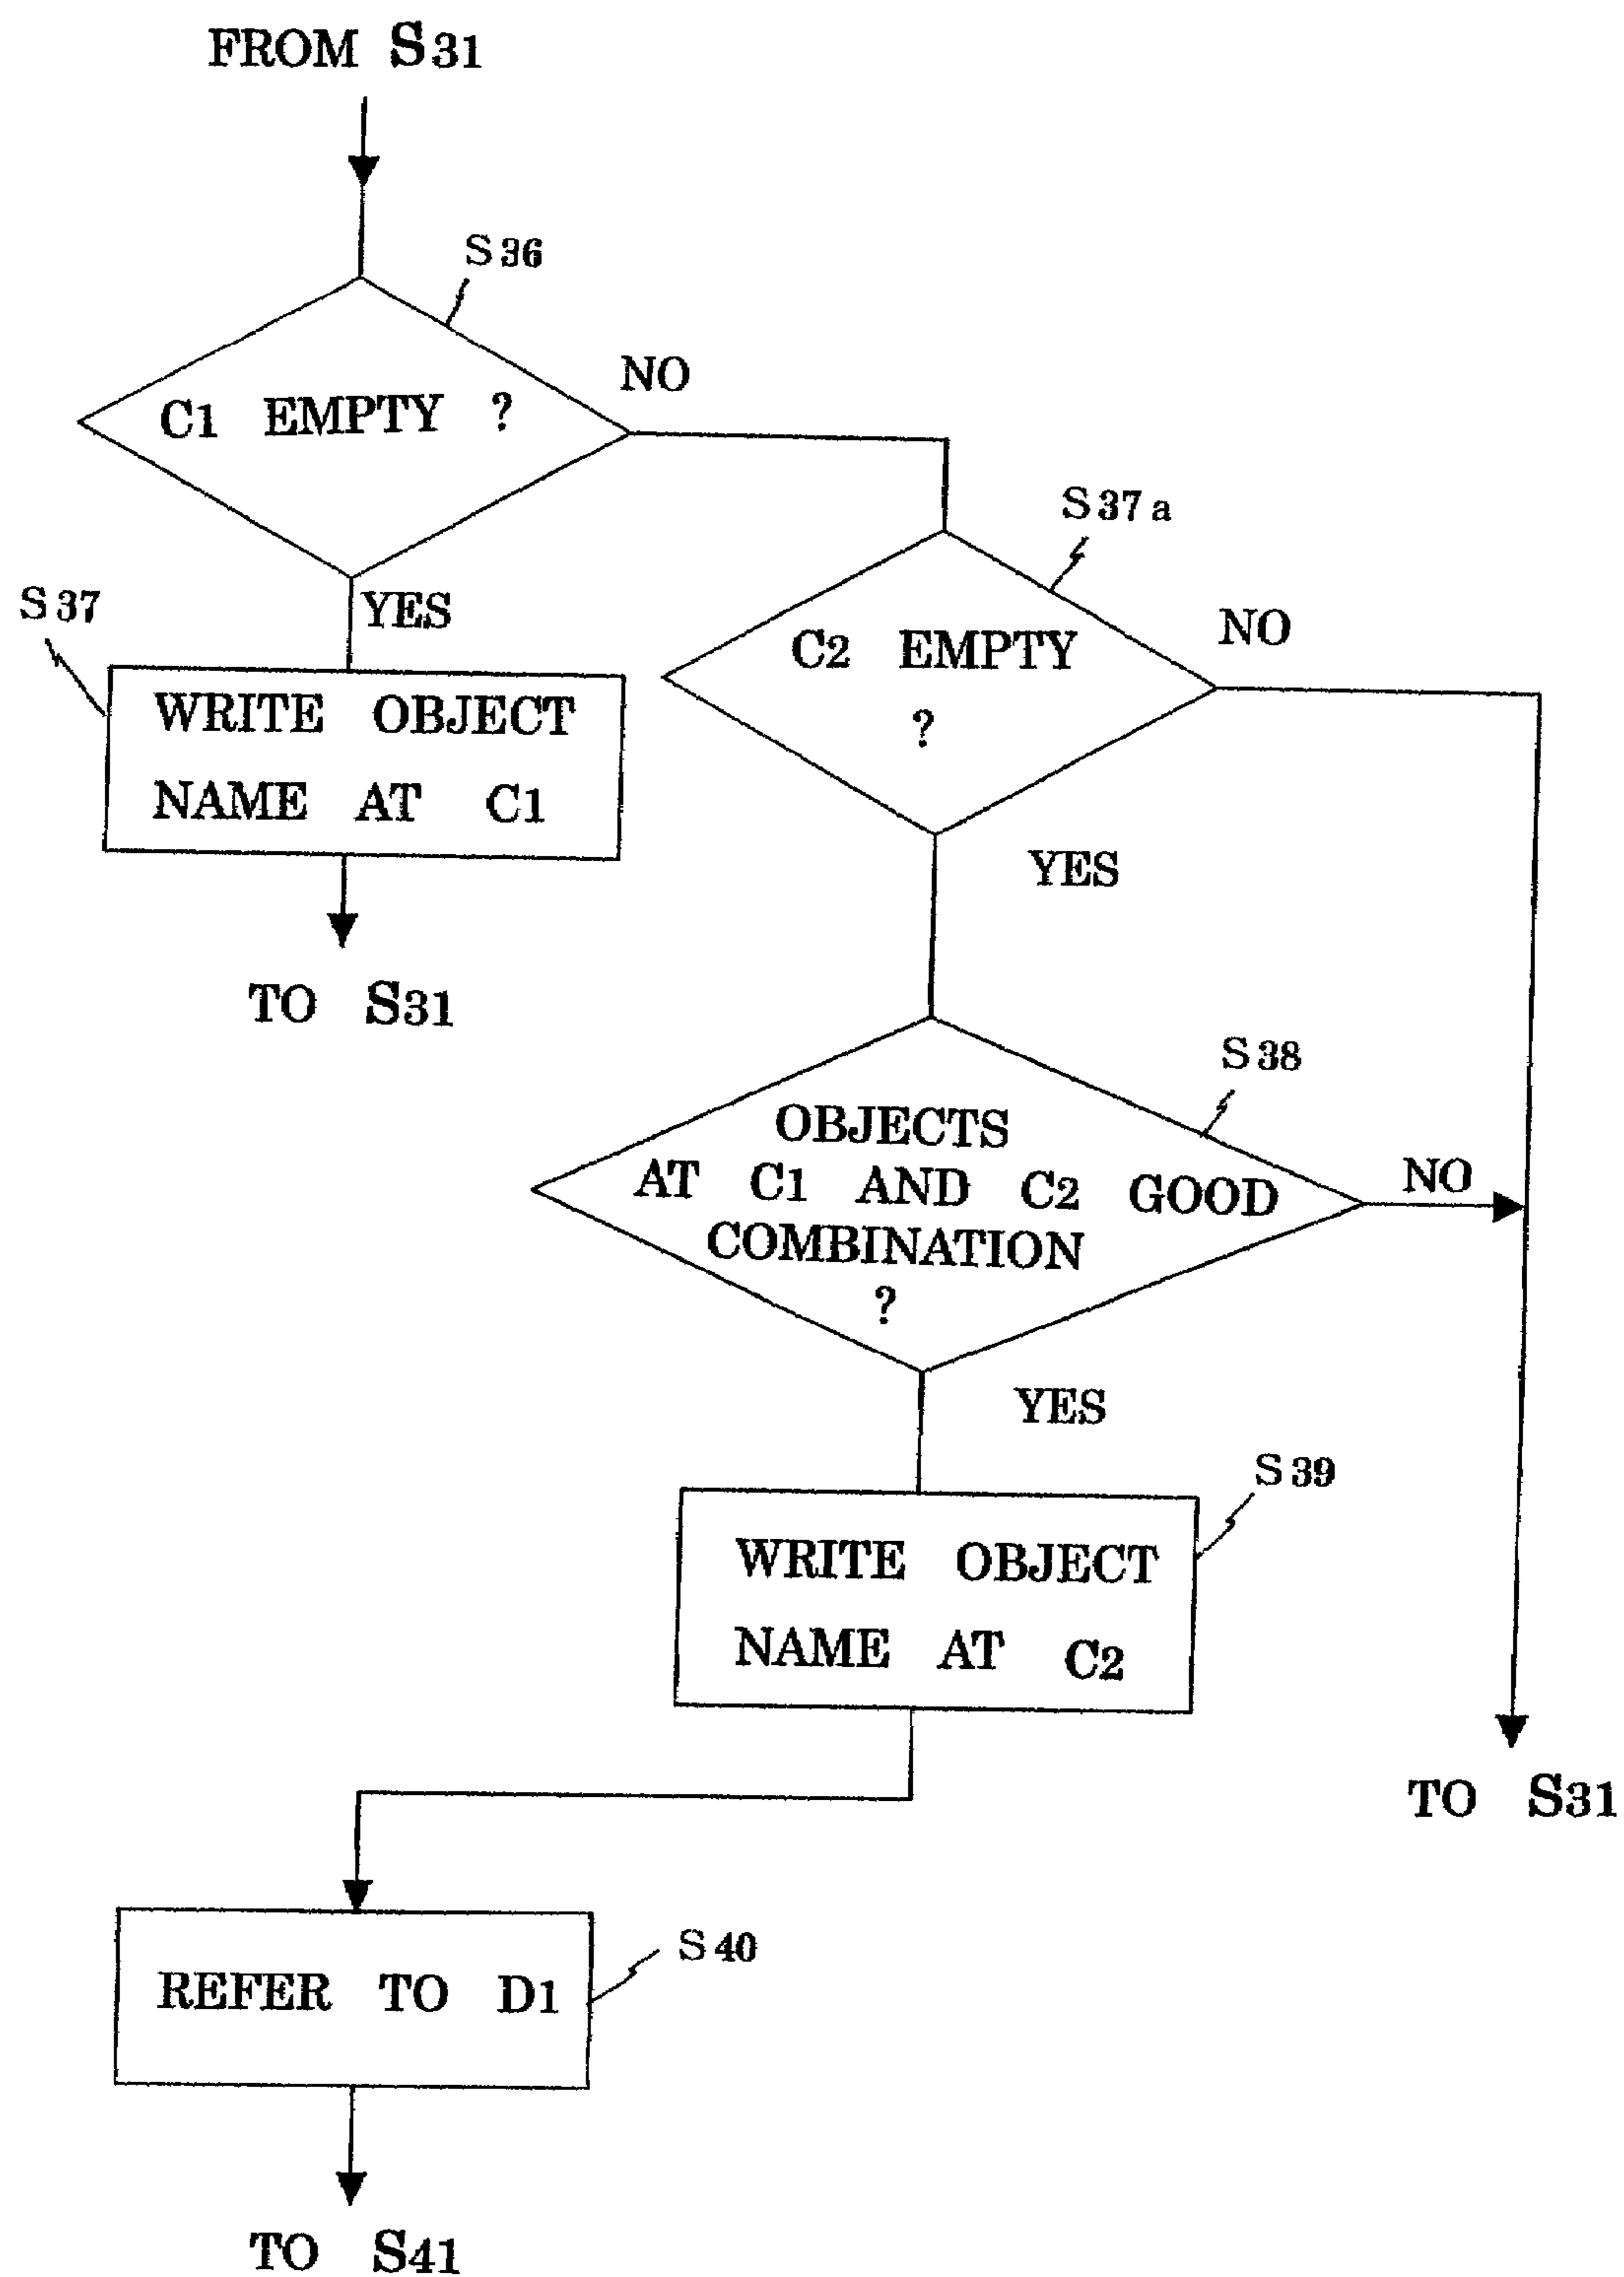 FROM S31
S36
C1 EMPTY ?
NO
YES
S37
WRITE OBJECT
NAME AT C1
TO S31
S37a
C2 EMPTY
?
NO
YES
S38
OBJECTS
AT C1 AND C2 GOOD
COMBINATION
?
NO
YES
S39
WRITE OBJECT
NAME AT C2
TO S31
S40
REFER TO D1
TO S41